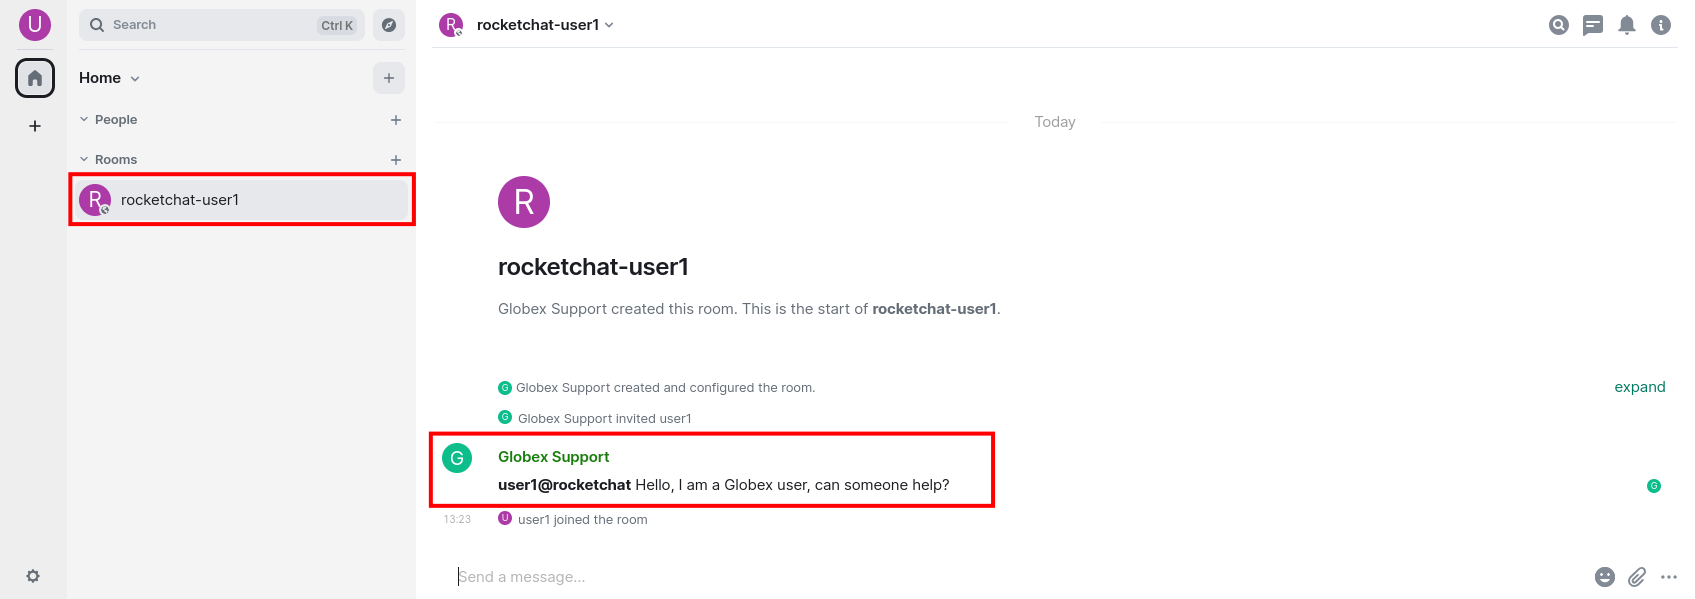 U
Search Ctrl K
Home
People
Rooms
R rocketchat-user1
R rocketchat-user1
Today
R
rocketchat-user1
Globex Support created this room. This is the start of rocketchat-user1.
G Globex Support created and configured the room. expand
G Globex Support invited user1
G Globex Support
user1@rocketchat Hello, I am a Globex user, can someone help? G
13:23 U user1 joined the room
Send a message...